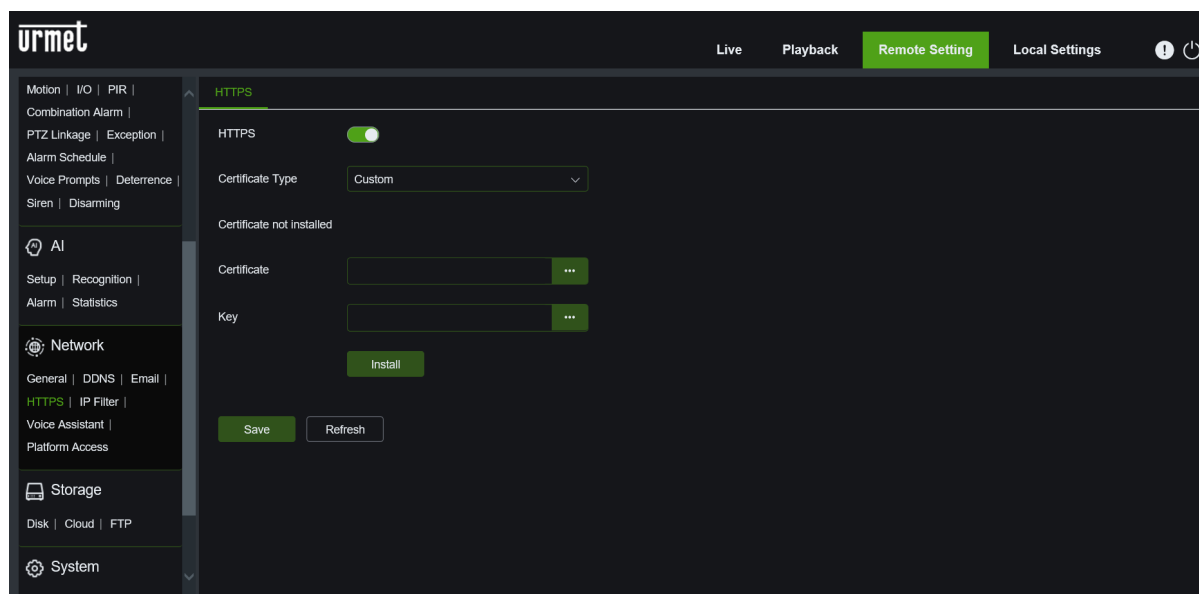 urmet
Live Playback Remote Setting Local Settings
Motion | I/O | PIR |
Combination Alarm |
PTZ Linkage | Exception |
Alarm Schedule |
Voice Prompts | Deterrence |
Siren | Disarming
AI
Setup | Recognition |
Alarm | Statistics
Network
General | DDNS | Email |
HTTPS | IP Filter |
Voice Assistant |
Platform Access
Storage
Disk | Cloud | FTP
System
HTTPS
HTTPS
Certificate Type Custom
Certificate not installed
Certificate ...
Key ...
Install
Save Refresh